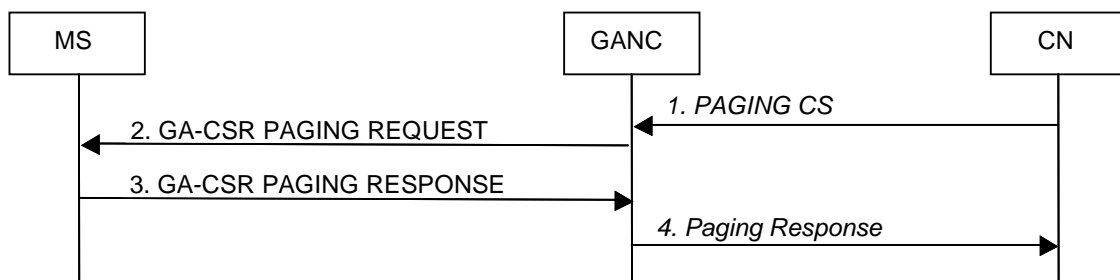 MS
GANC
CN
1. PAGING CS
2. GA-CSR PAGING REQUEST
3. GA-CSR PAGING RESPONSE
4. Paging Response